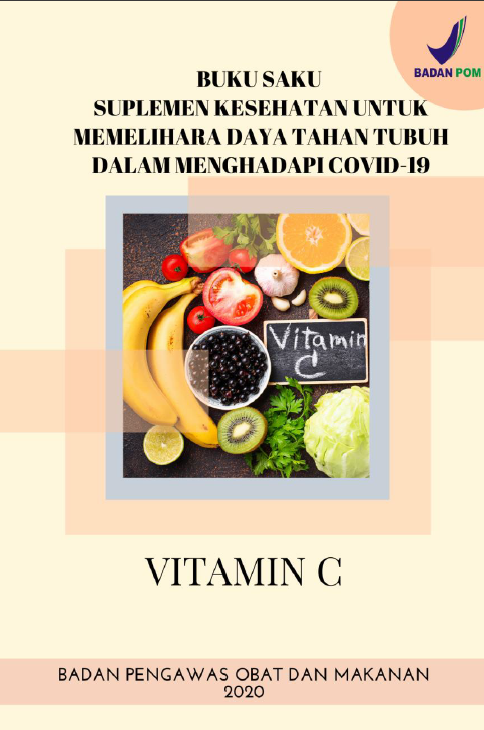 BADAN POM
BUKU SAKU
SUPLEMEN KESEHATAN UNTUK
MEMELIHARA DAYA TAHAN TUBUH
DALAM MENGHADAPI COVID-19
Vitamin
C
VITAMIN C
BADAN PENGAWAS OBAT DAN MAKANAN
2020